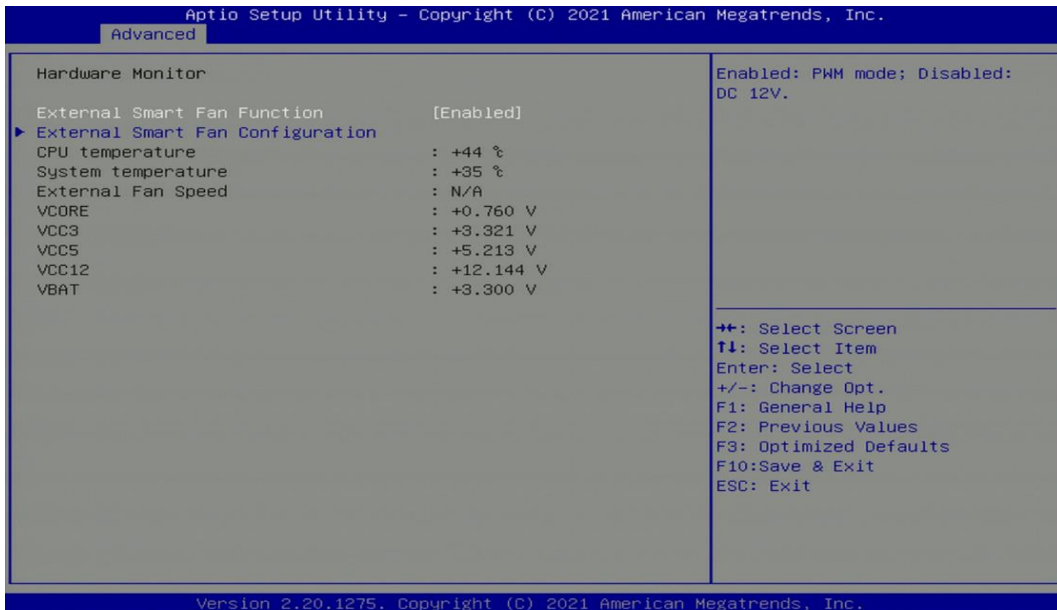 Aptio Setup Utility – Copyright (C) 2021 American Megatrends, Inc.
Advanced
Hardware Monitor
External Smart Fan Function [Enabled]
External Smart Fan Configuration
CPU temperature : +44 ℃
System temperature : +35 ℃
External Fan Speed : N/A
VCORE : +0.760 V
VCC3 : +3.321 V
VCC5 : +5.213 V
VCC12 : +12.144 V
VBAT : +3.300 V
Enabled: PWM mode; Disabled:
DC 12V.
→←: Select Screen
↑↓: Select Item
Enter: Select
+/-: Change Opt.
F1: General Help
F2: Previous Values
F3: Optimized Defaults
F10:Save & Exit
ESC: Exit
Version 2.20.1275. Copyright (C) 2021 American Megatrends, Inc.